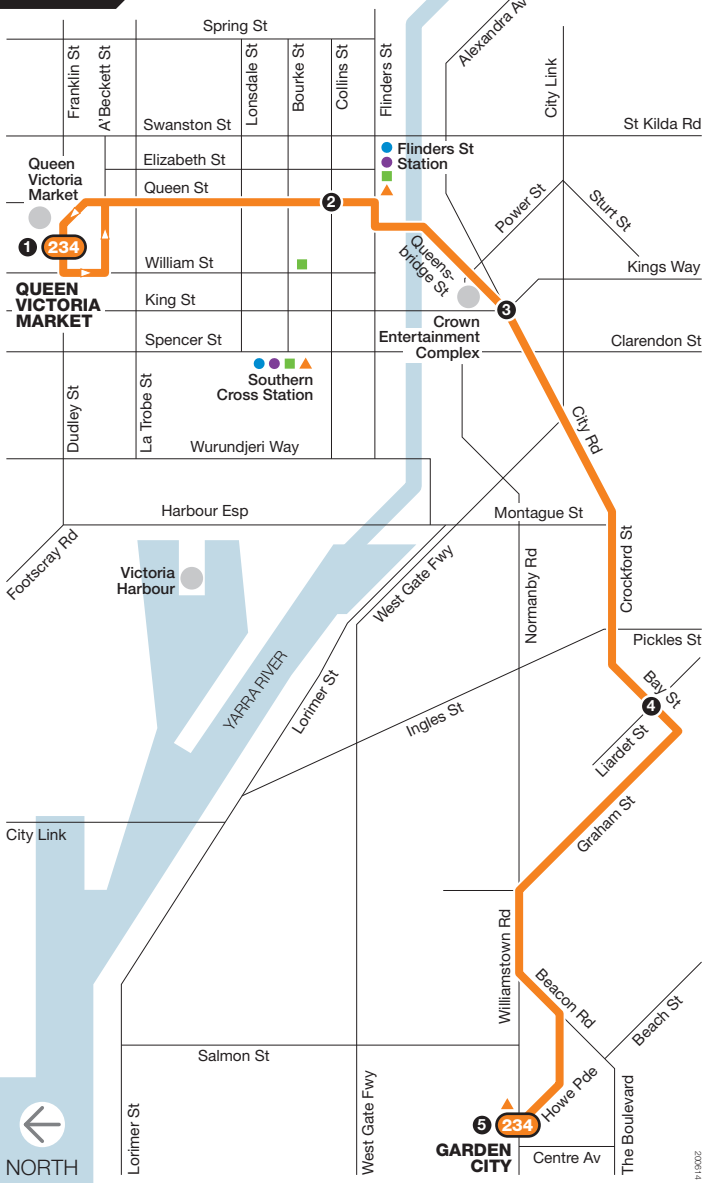 Spring St
Franklin St
A'Beckett St
Lonsdale St
Bourke St
Collins St
Flinders St
Alexandra Av
City Link
Swanston St
St Kilda Rd
Elizabeth St
Queen St
Queen
Victoria
Market
Flinders St
Station
2
1
234
QUEEN
VICTORIA
MARKET
William St
King St
Spencer St
Queens-
bridge St
Power St
Sturt St
Kings Way
3
Crown
Entertainment
Complex
Clarendon St
Southern
Cross Station
Dudley St
La Trobe St
Wurundjeri Way
City Rd
Harbour Esp
Montague St
Footscray Rd
Victoria
Harbour
West Gate Fwy
Normanby Rd
Crockford St
Pickles St
YARRA RIVER
Lorimer St
Ingles St
Bay St
4
Liardet St
Graham St
City Link
Williamstown Rd
Beacon Rd
Beach St
Salmon St
Howe Pde
5
234
GARDEN
CITY
Centre Av
The Boulevard
Lorimer St
West Gate Fwy
NORTH
200614